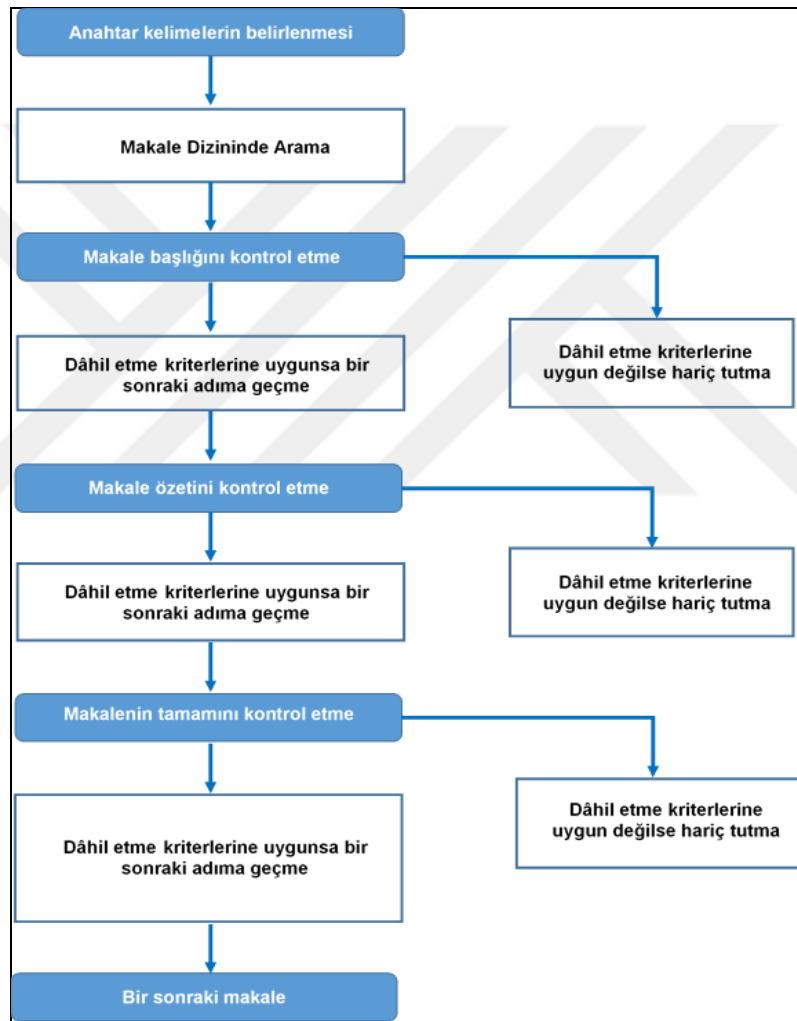 Anahtar kelimelerin belirlenmesi
Makale Dizininde Arama
Makale başlığını kontrol etme
Dâhil etme kriterlerine uygunsa bir
sonraki adıma geçme
Dâhil etme kriterlerine
uygun değilse hariç tutma
Makale özetini kontrol etme
Dâhil etme kriterlerine uygunsa bir
sonraki adıma geçme
Dâhil etme kriterlerine
uygun değilse hariç tutma
Makalenin tamamını kontrol etme
Dâhil etme kriterlerine uygunsa bir
sonraki adıma geçme
Dâhil etme kriterlerine
uygun değilse hariç tutma
Bir sonraki makale